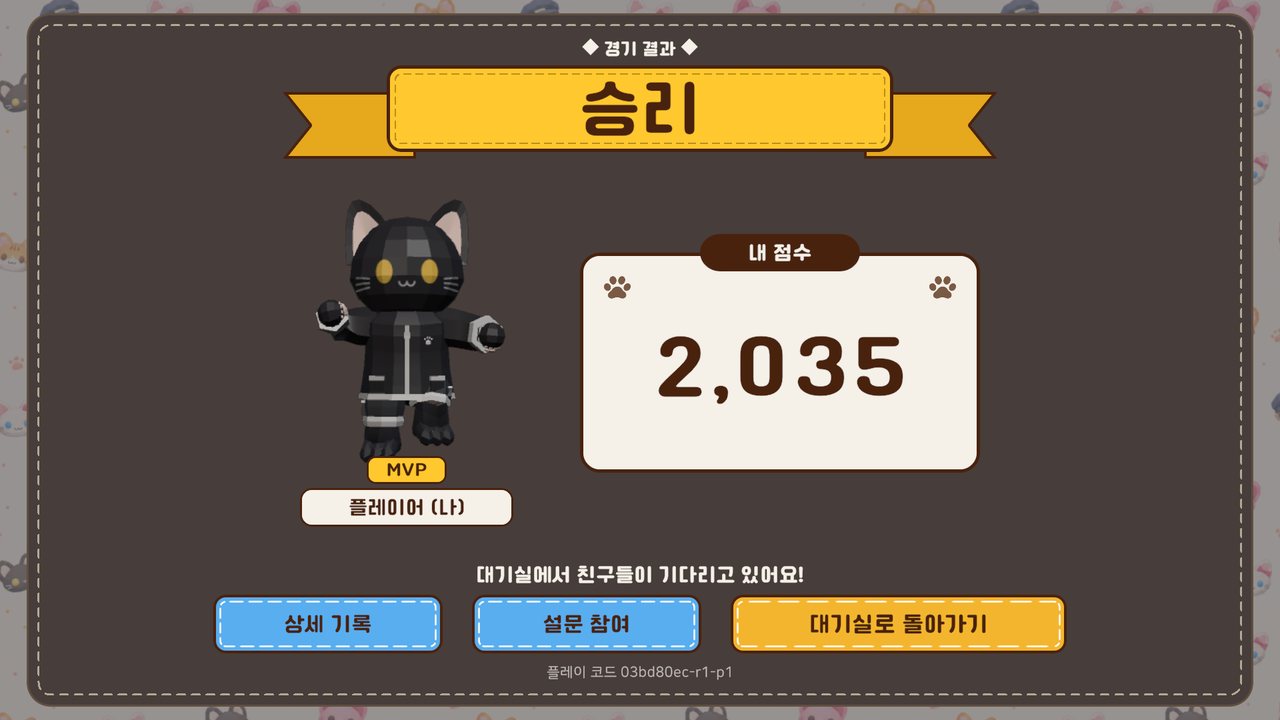 ◆ 경기 결과 ◆
승리
내 점수
2,035
MVP
플레이어 (나)
대기실에서 친구들이 기다리고 있어요!
상세 기록
설문 참여
대기실로 돌아가기
플레이 코드 03bd80ec-r1-p1